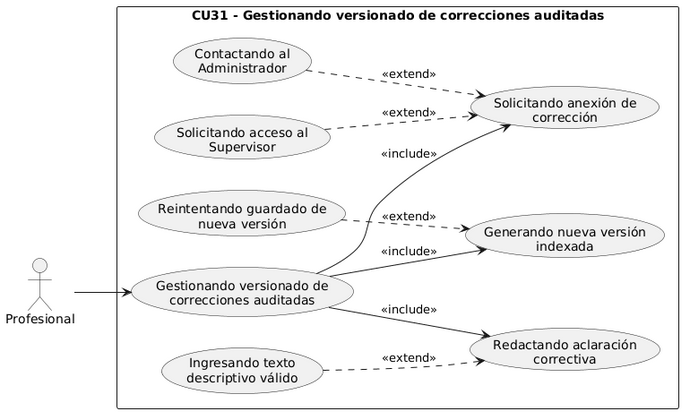 CU31 - Gestionando versionado de correcciones auditadas
Contactando al
Administrador
«extend»
Solicitando anexión de
corrección
Solicitando acceso al
Supervisor
«extend»
«include»
Reintentando guardado de
nueva versión
«extend»
Generando nueva versión
indexada
«include»
Profesional
Gestionando versionado de
correcciones auditadas
«include»
Redactando aclaración
correctiva
Ingresando texto
descriptivo válido
«extend»